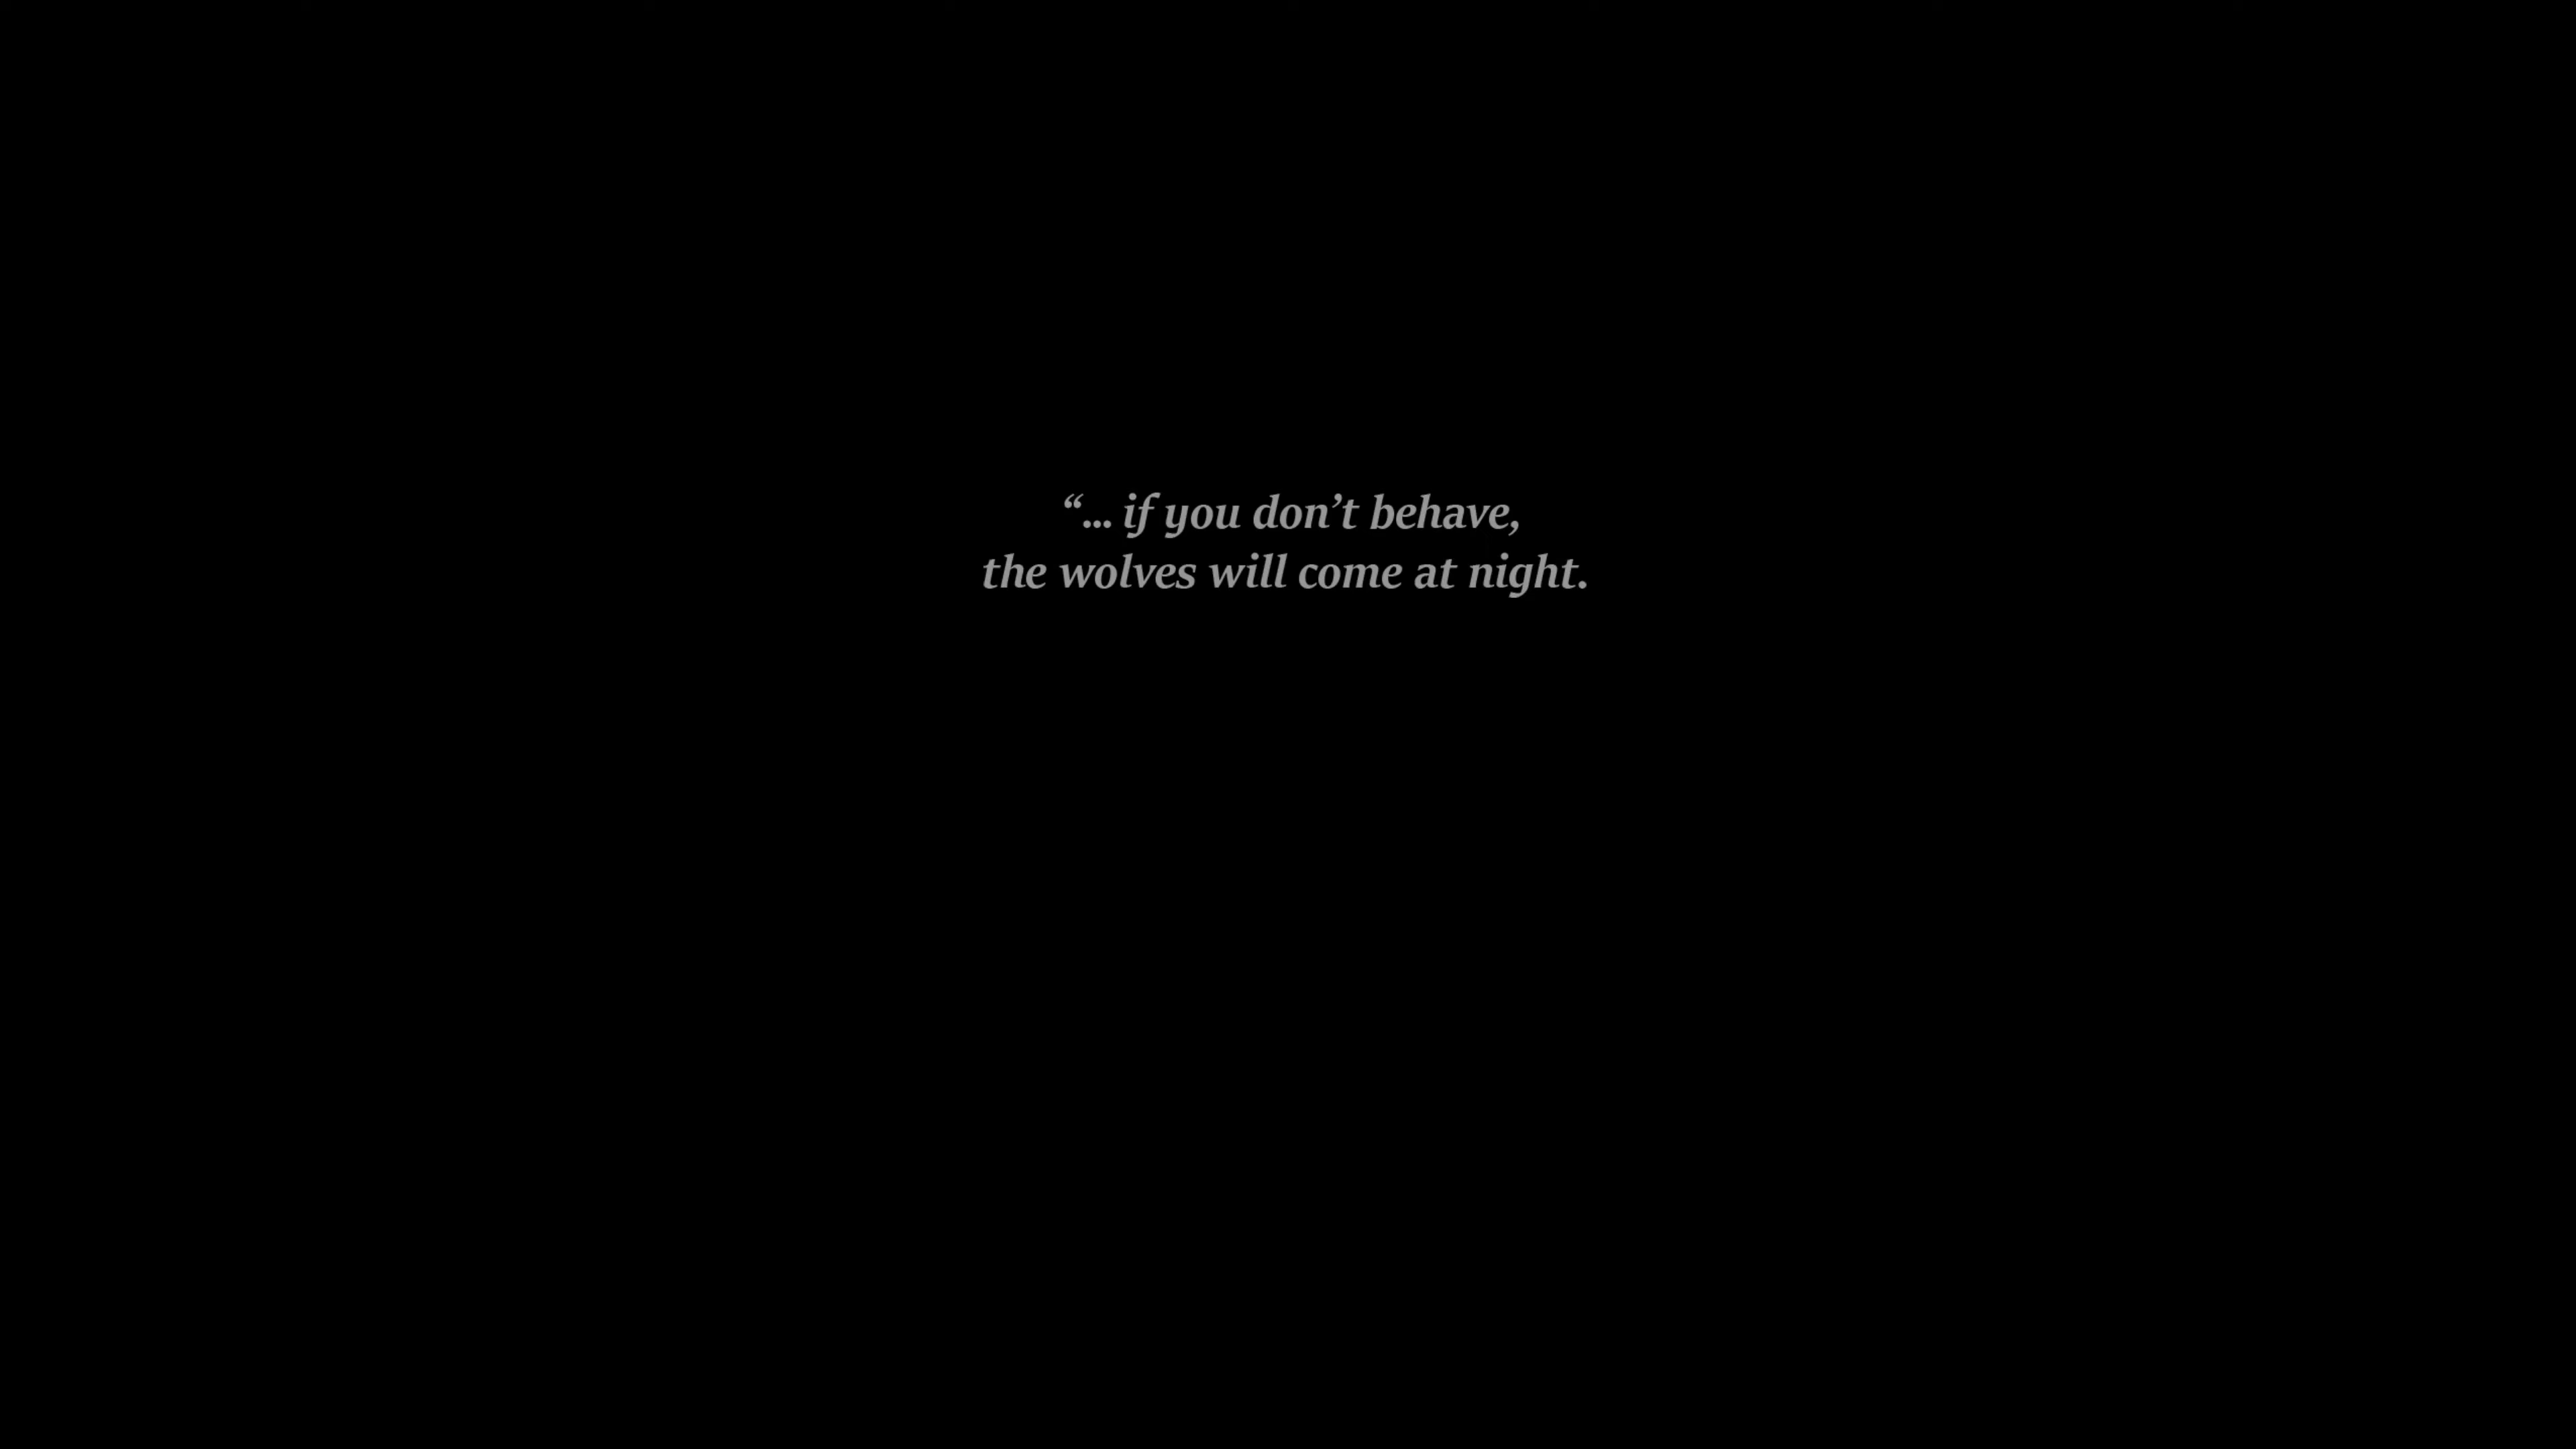 “... if you don’t behave,
the wolves will come at night.